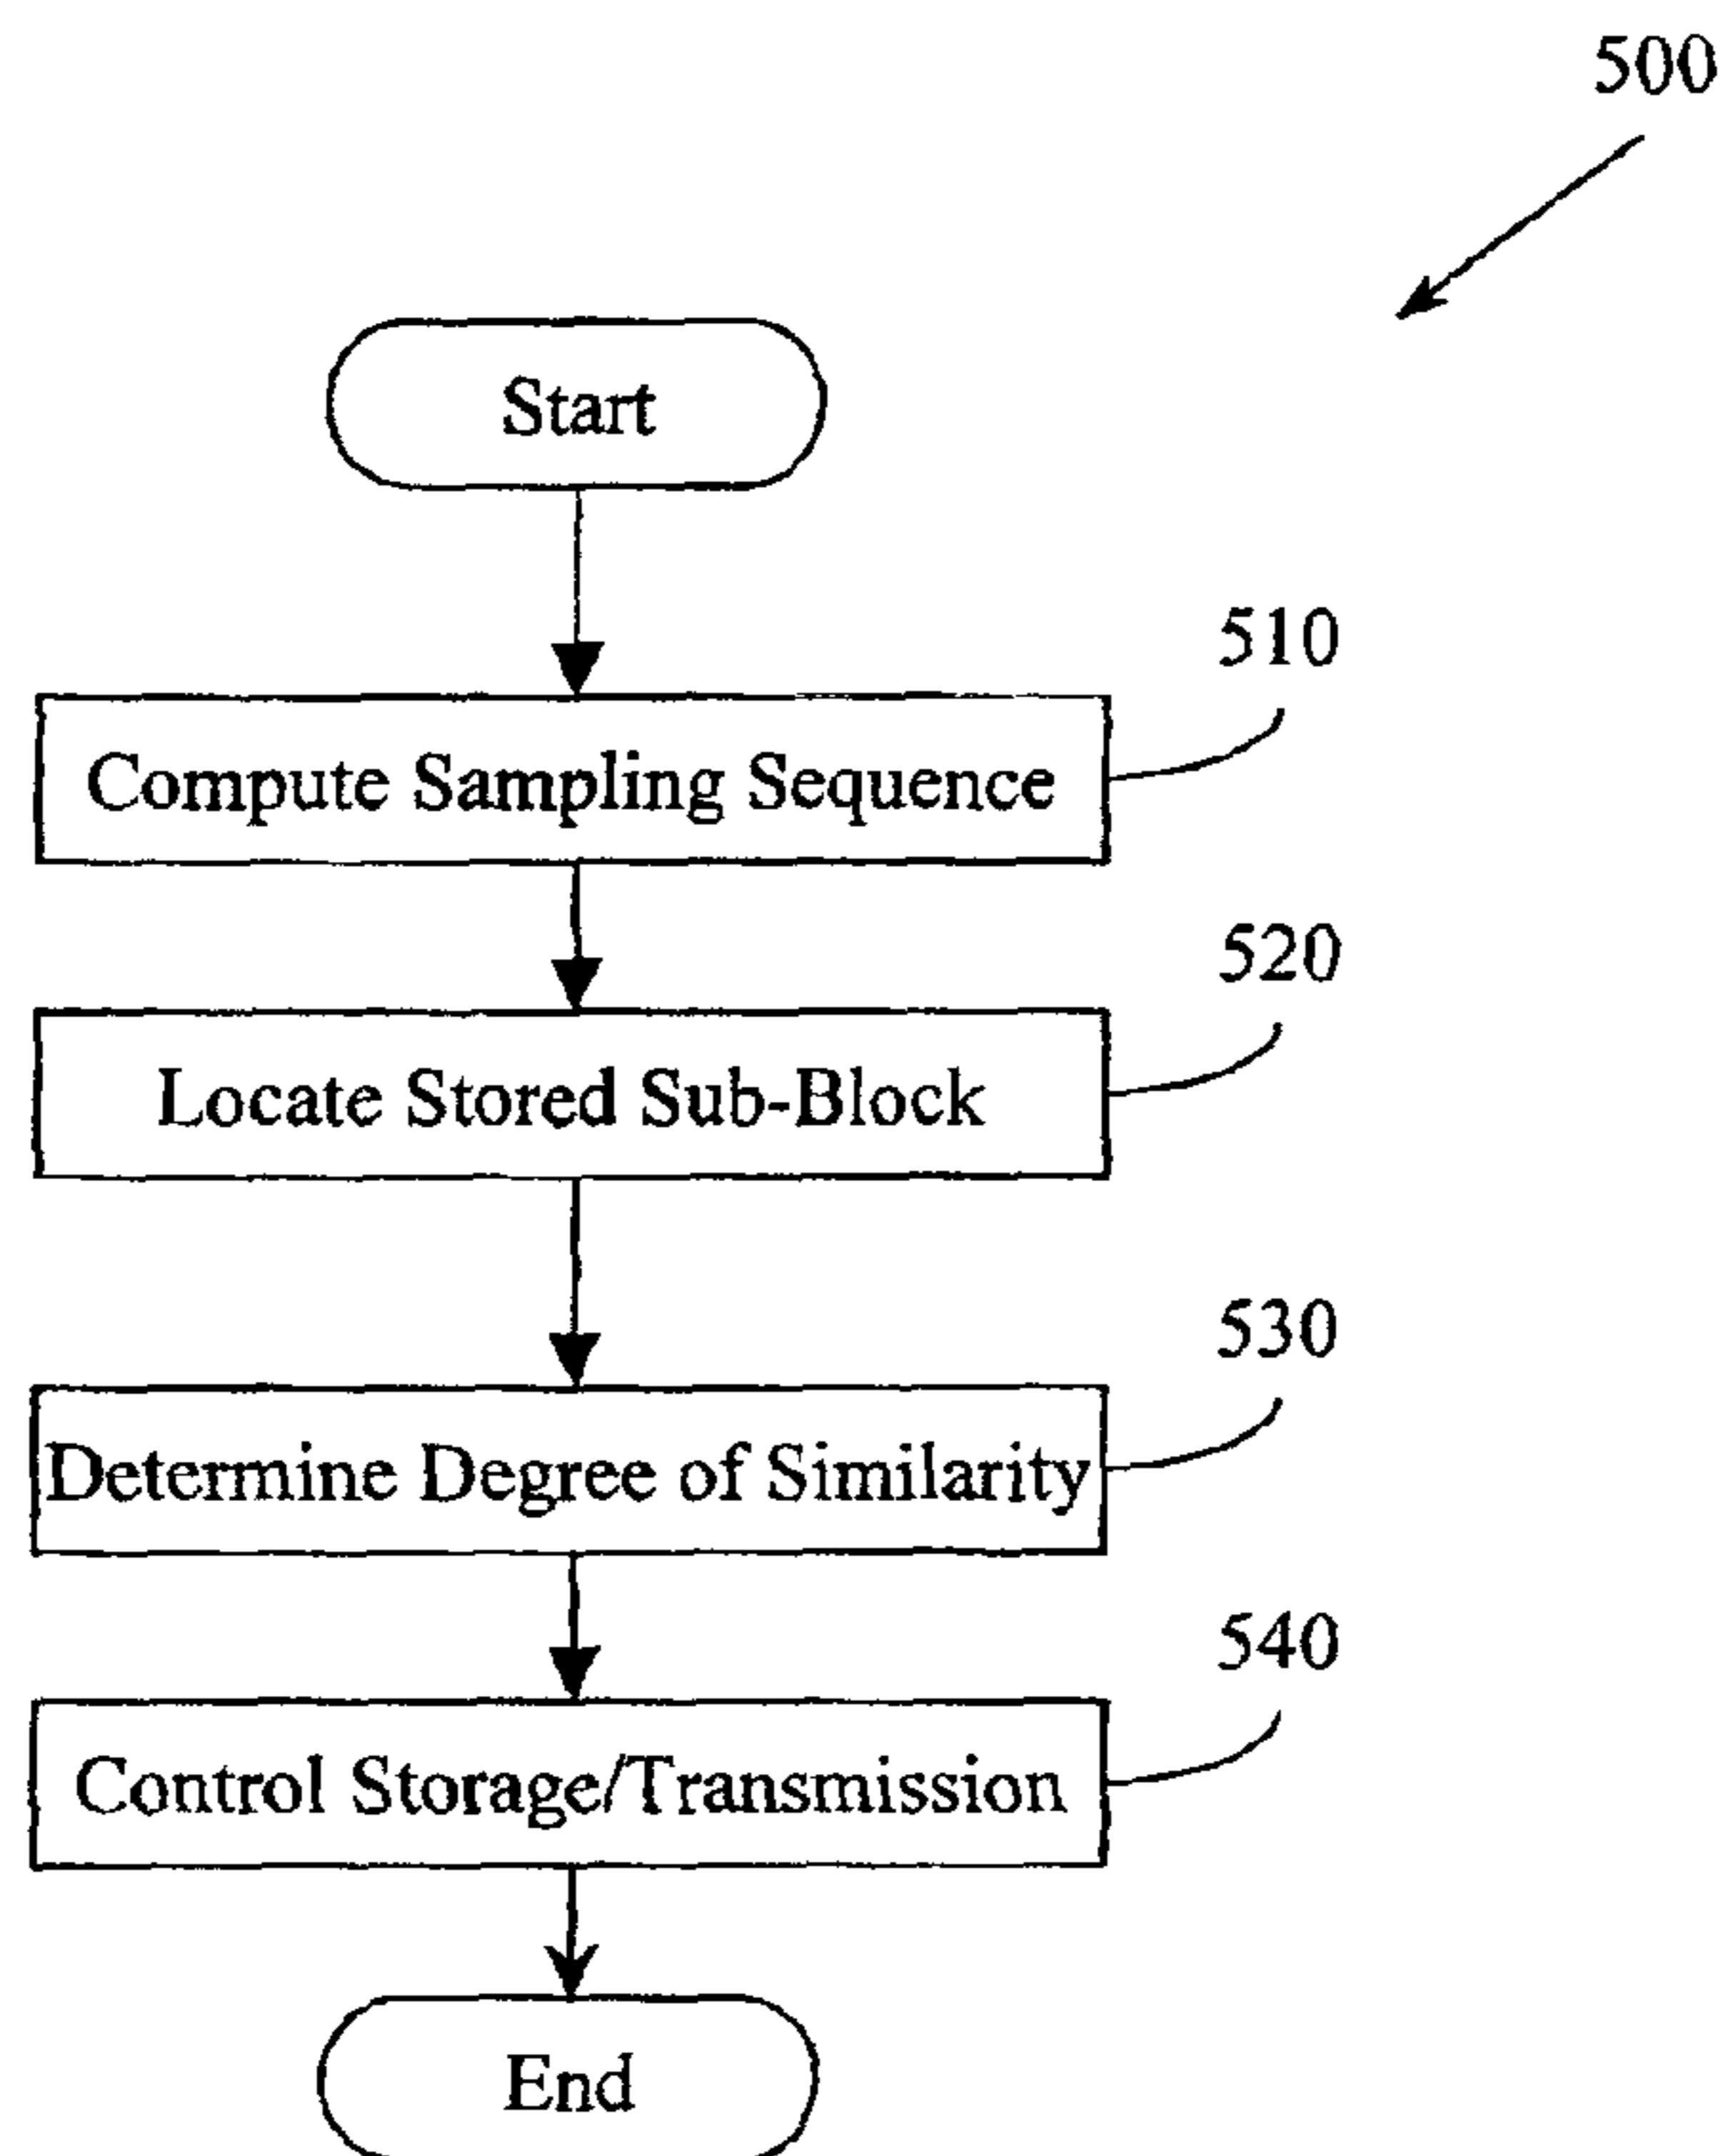 500
Start
510
Compute Sampling Sequence
520
Locate Stored Sub-Block
530
Determine Degree of Similarity
540
Control Storage/Transmission
End